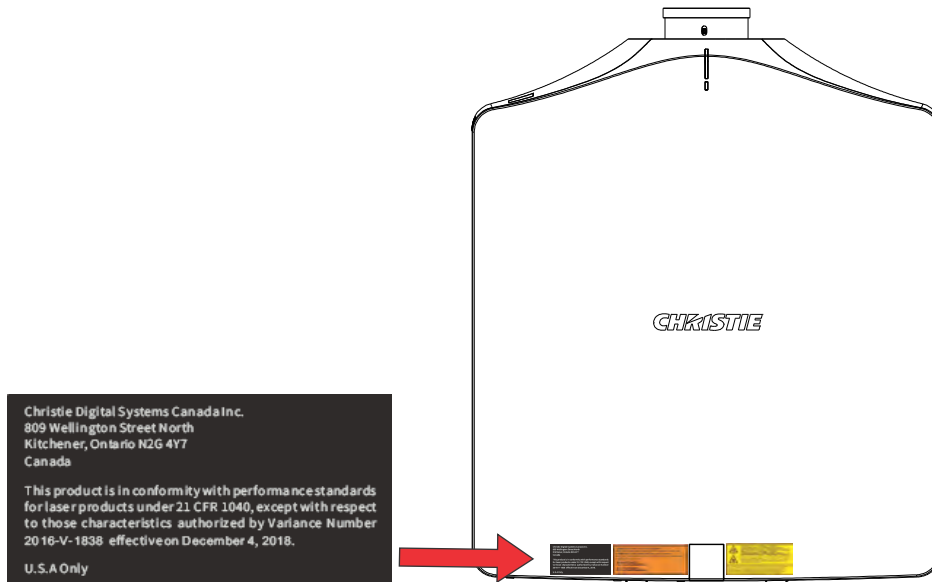 CHRISTIE
Christie Digital Systems Canada Inc.
809 Wellington Street North
Kitchener, Ontario N2G 4Y7
Canada
This product is in conformity with performance standards
for laser products under 21 CFR 1040, except with respect
to those characteristics authorized by Variance Number
2016-V-1838 effective on December 4, 2018.
U.S.A Only